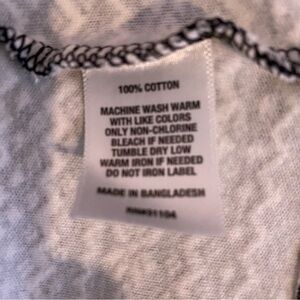 100% COTTON
MACHINE WASH WARM
WITH LIKE COLORS
ONLY NON-CHLORINE
BLEACH IF NEEDED
TUMBLE DRY LOW
WARM IRON IF NEEDED
DO NOT IRON LABEL
MADE IN BANGLADESH